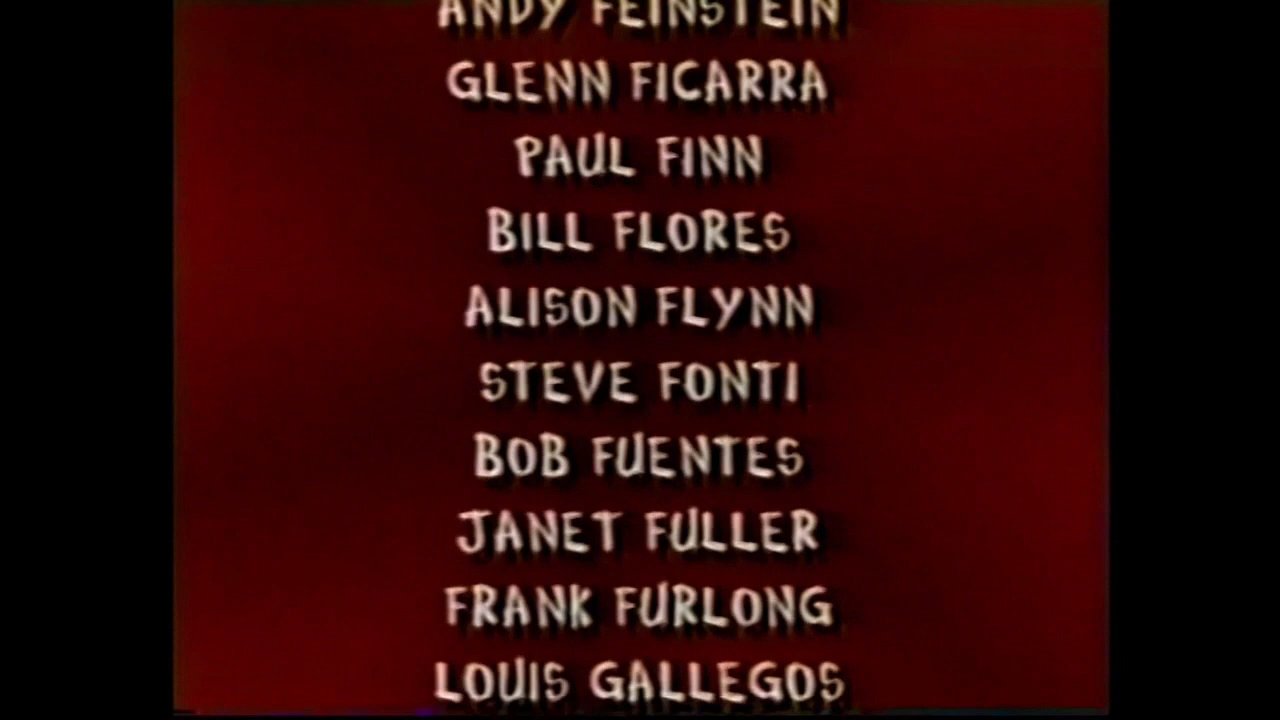 ANDY FEINSTEIN
GLENN FICARRA
PAUL FINN
BILL FLORES
ALISON FLYNN
STEVE FONTI
BOB FUENTES
JANET FULLER
FRANK FURLONG
LOUIS GALLEGOS